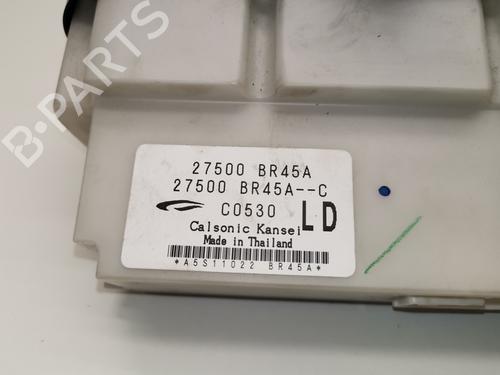 B-PARTS
27500 BR45A
27500 BR45A--C
C0530 LD
Calsonic Kansei
Made in Thailand
*A5S11022 BR45A*